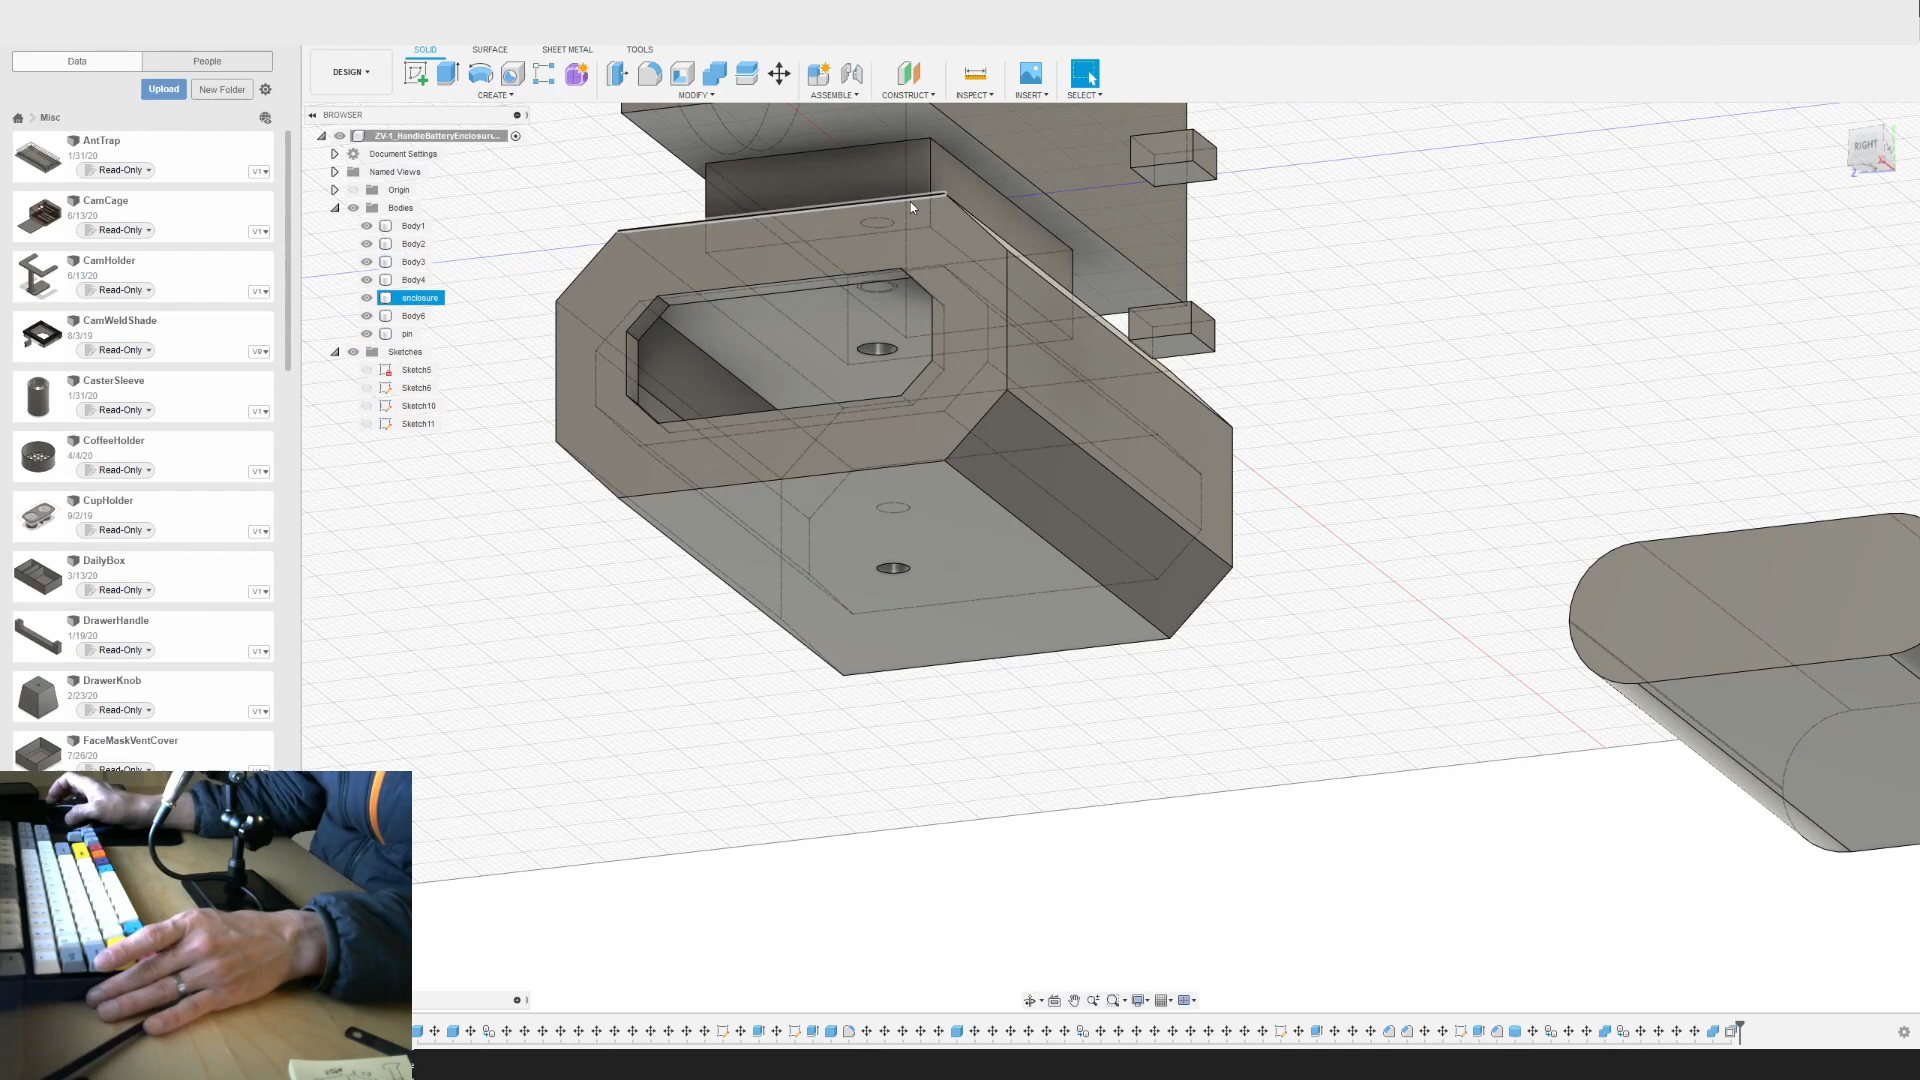 Data
People
Upload
New Folder
Misc
AntTrap
1/31/20
Read-Only
V1
CamCage
6/13/20
Read-Only
V1
CamHolder
6/13/20
Read-Only
V1
CamWeldShade
8/3/19
Read-Only
V9
CasterSleeve
1/31/20
Read-Only
V1
CoffeeHolder
4/4/20
Read-Only
V1
CupHolder
9/2/19
Read-Only
V1
DailyBox
3/13/20
Read-Only
V1
DrawerHandle
1/19/20
Read-Only
V1
DrawerKnob
2/23/20
Read-Only
V1
FaceMaskVentCover
7/26/20
Read-Only
SOLID
SURFACE
SHEET METAL
TOOLS
DESIGN
CREATE
MODIFY
ASSEMBLE
CONSTRUCT
INSPECT
INSERT
SELECT
BROWSER
ZV-1_HandleBatteryEnclosur...
Document Settings
Named Views
Origin
Bodies
Body1
Body2
Body3
Body4
enclosure
Body6
pin
Sketches
Sketch5
Sketch6
Sketch10
Sketch11
RIGHT
Z